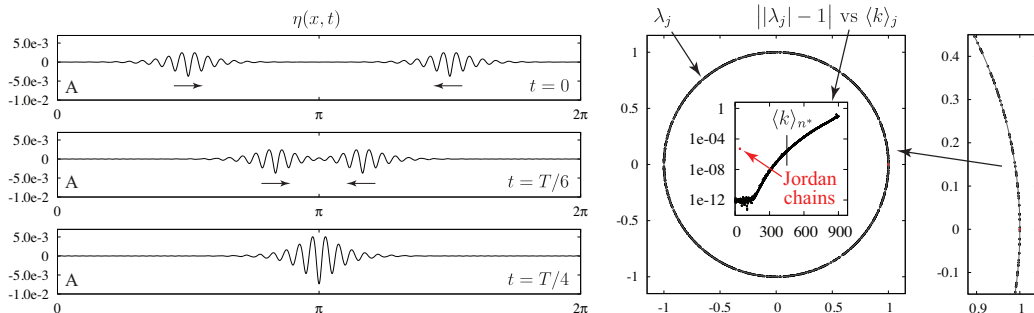 η(x, t)
5.0e-3
0
-5.0e-3
-1.0e-2
A
t = 0
0
π
2π
5.0e-3
0
-5.0e-3
-1.0e-2
A
t = T/6
0
π
2π
5.0e-3
0
-5.0e-3
-1.0e-2
A
t = T/4
0
π
2π
λj
||λj| − 1| vs ⟨k⟩j
1
0.5
0
-0.5
-1
-1
-0.5
0
0.5
1
⟨k⟩n*
1e-04
1e-08
1e-12
Jordan
chains
0
300
600
900
0.4
0.3
0.2
0.1
0
-0.1
0.9
1